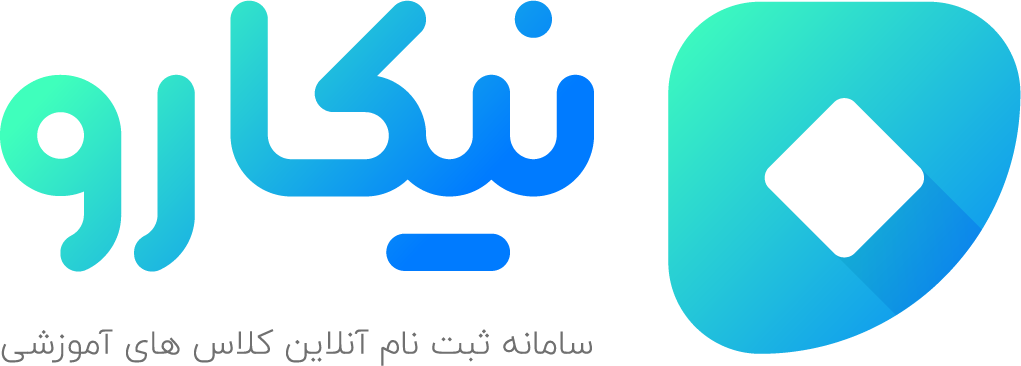 نیکارو
سامانه ثبت نام آنلاین کلاس های آموزشی